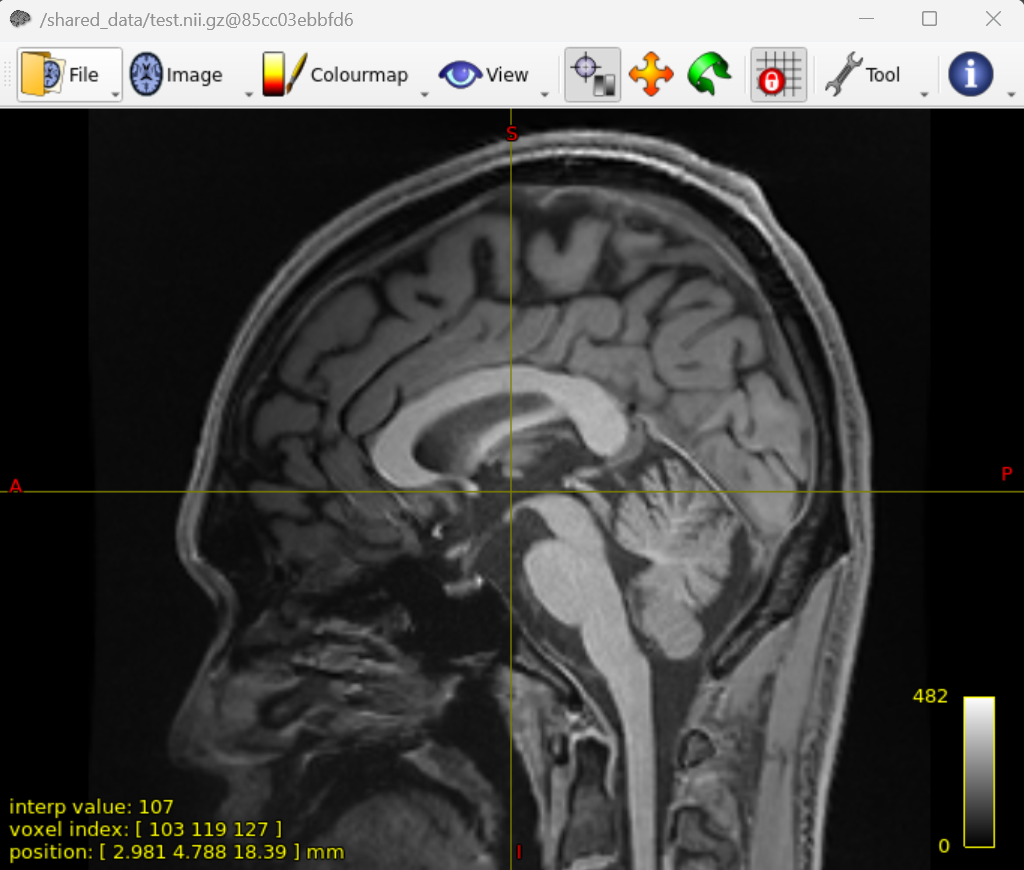 /shared_data/test.nii.gz@85cc03ebbfd6
File Image Colourmap View Tool
S
A
P
482
0
interp value: 107
voxel index: [ 103 119 127 ]
position: [ 2.981 4.788 18.39 ] mm
I